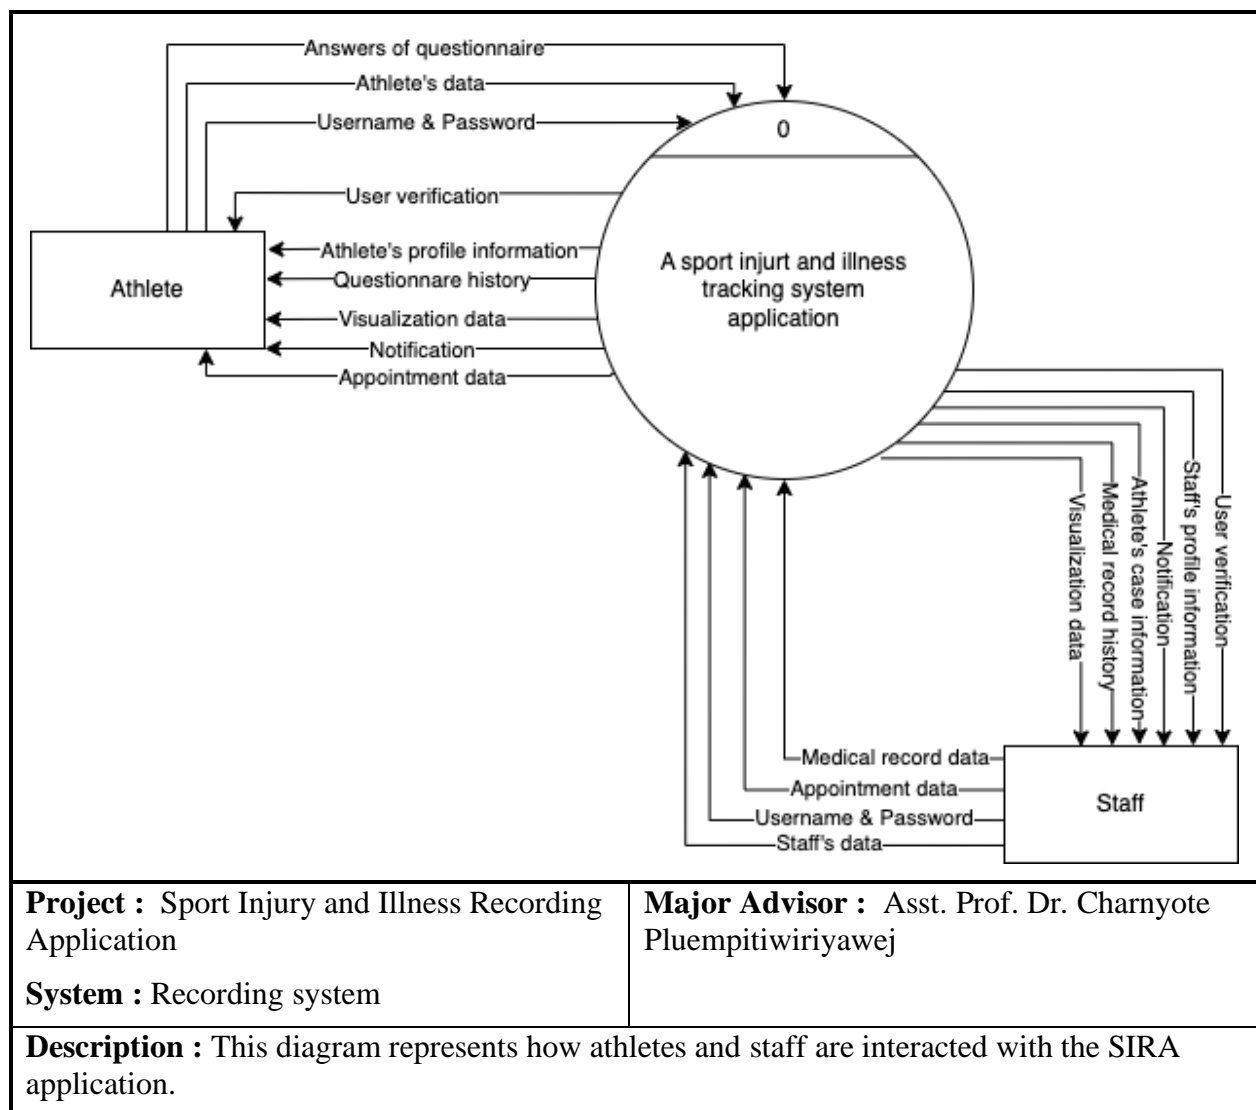 Answers of questionnaire
Athlete's data
Username & Password
0
User verification
Athlete's profile information
Questionnare history
Visualization data
Notification
Appointment data
Athlete
A sport injurt and illness
tracking system
application
Visualization data
Medical record history
Athlete's case information
Notification
Staff's profile information
User verification
Medical record data
Appointment data
Username & Password
Staff's data
Staff
Project : Sport Injury and Illness Recording
Application
System : Recording system
Major Advisor : Asst. Prof. Dr. Charnyote
Pluempitiwiriyawej
Description : This diagram represents how athletes and staff are interacted with the SIRA
application.